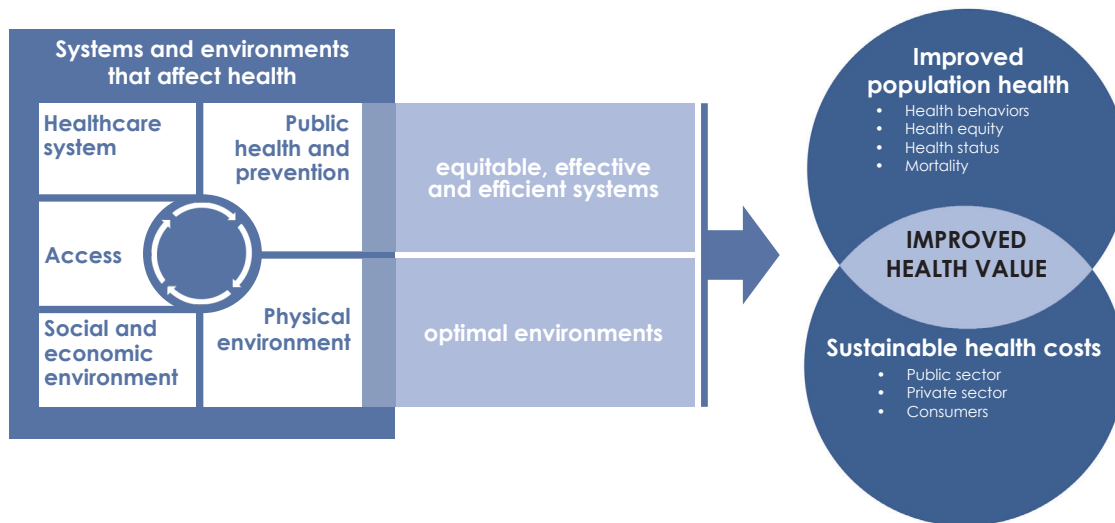 Systems and environments
that affect health
Healthcare
system
Public
health and
prevention
Access
Social and
economic
environment
Physical
environment
equitable, effective
and efficient systems
optimal environments
Improved
population health
• Health behaviors
• Health equity
• Health status
• Mortality
IMPROVED
HEALTH VALUE
Sustainable health costs
• Public sector
• Private sector
• Consumers